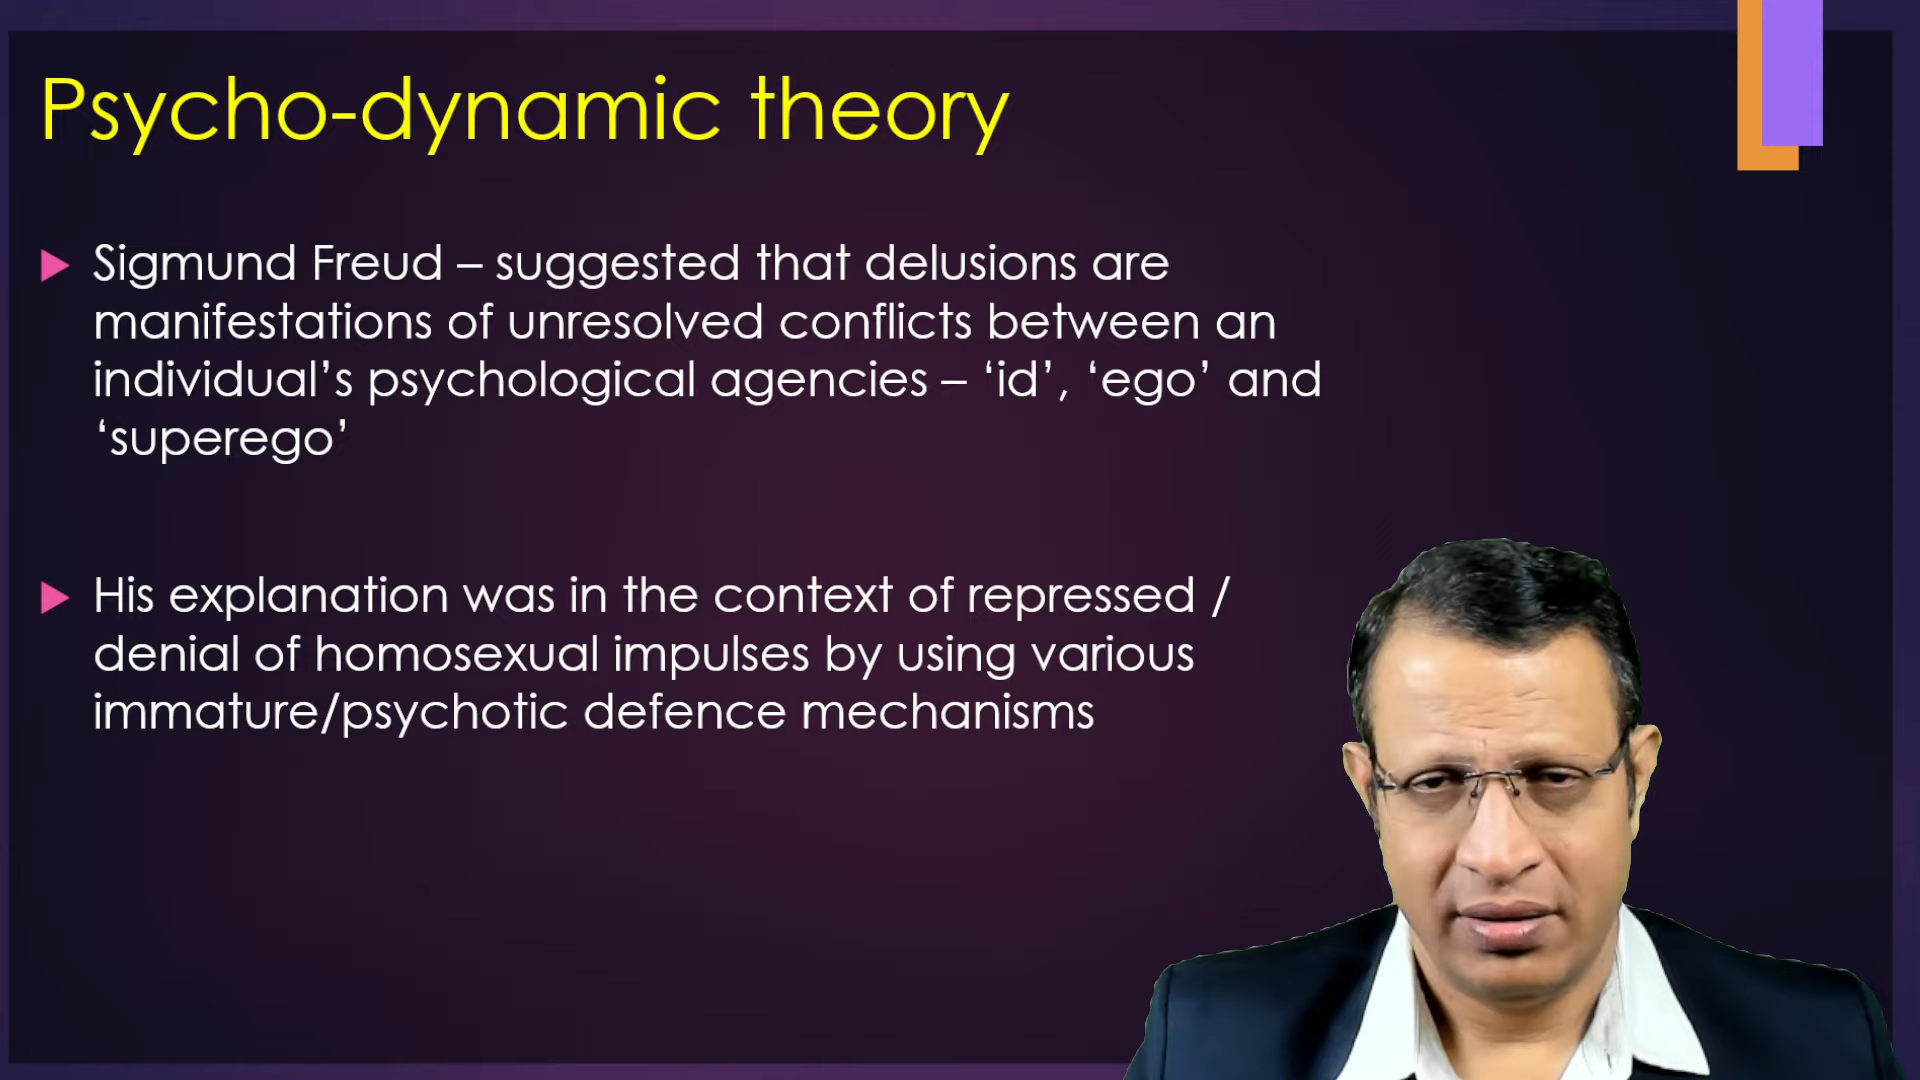 Psycho-dynamic theory
Sigmund Freud – suggested that delusions are
manifestations of unresolved conflicts between an
individual’s psychological agencies – ‘id’, ‘ego’ and
‘superego’
His explanation was in the context of repressed /
denial of homosexual impulses by using various
immature/psychotic defence mechanisms